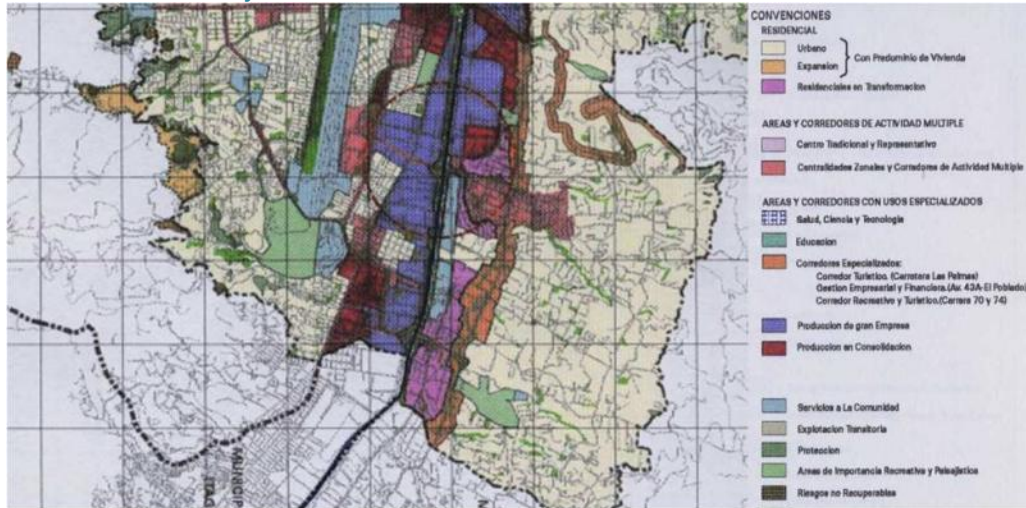 CONVENCIONES
RESIDENCIAL
Urbano
Expansion
Con Predominio de Vivienda
Residenciales en Transformacion
AREAS Y CORREDORES DE ACTIVIDAD MULTIPLE
Centro Tradicional y Representativo
Centralidades Zonales y Corredores de Actividad Multiple
AREAS Y CORREDORES CON USOS ESPECIALIZADOS
Salud, Ciencia y Tecnologia
Educacion
Corredores Especializados:
Corredor Turistico. (Carretera Las Palmas)
Gestion Empresarial y Financiera.(Av. 43A-El Poblado)
Corredor Recreativo y Turistico.(Carrera 70 y 74)
Produccion de gran Empresa
Produccion en Consolidacion
Servicios a La Comunidad
Explotacion Transitoria
Proteccion
Areas de Importancia Recreativa y Paisajistica
Riesgos no Recuperables
MUNICIP
ITAG